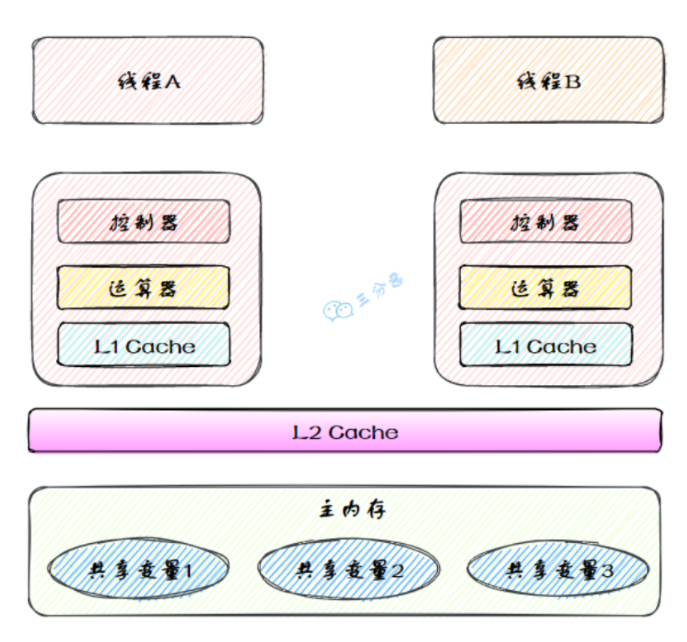 线程A
线程B
控制器
运算器
L1 Cache
控制器
运算器
L1 Cache
三分恶
L2 Cache
主内存
共享变量1
共享变量2
共享变量3